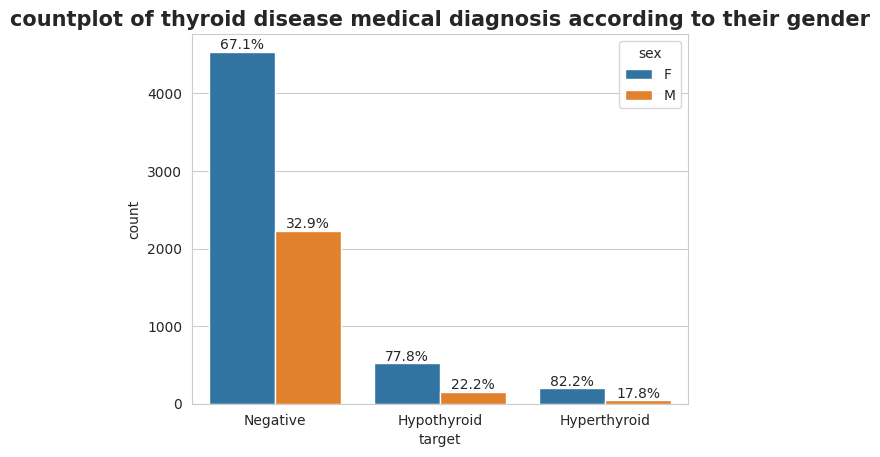 countplot of thyroid disease medical diagnosis according to their gender
67.1%
sex
F
M
4000
3000
count
32.9%
2000
1000
77.8%
22.2%
82.2%
17.8%
0
Negative
Hypothyroid
Hyperthyroid
target